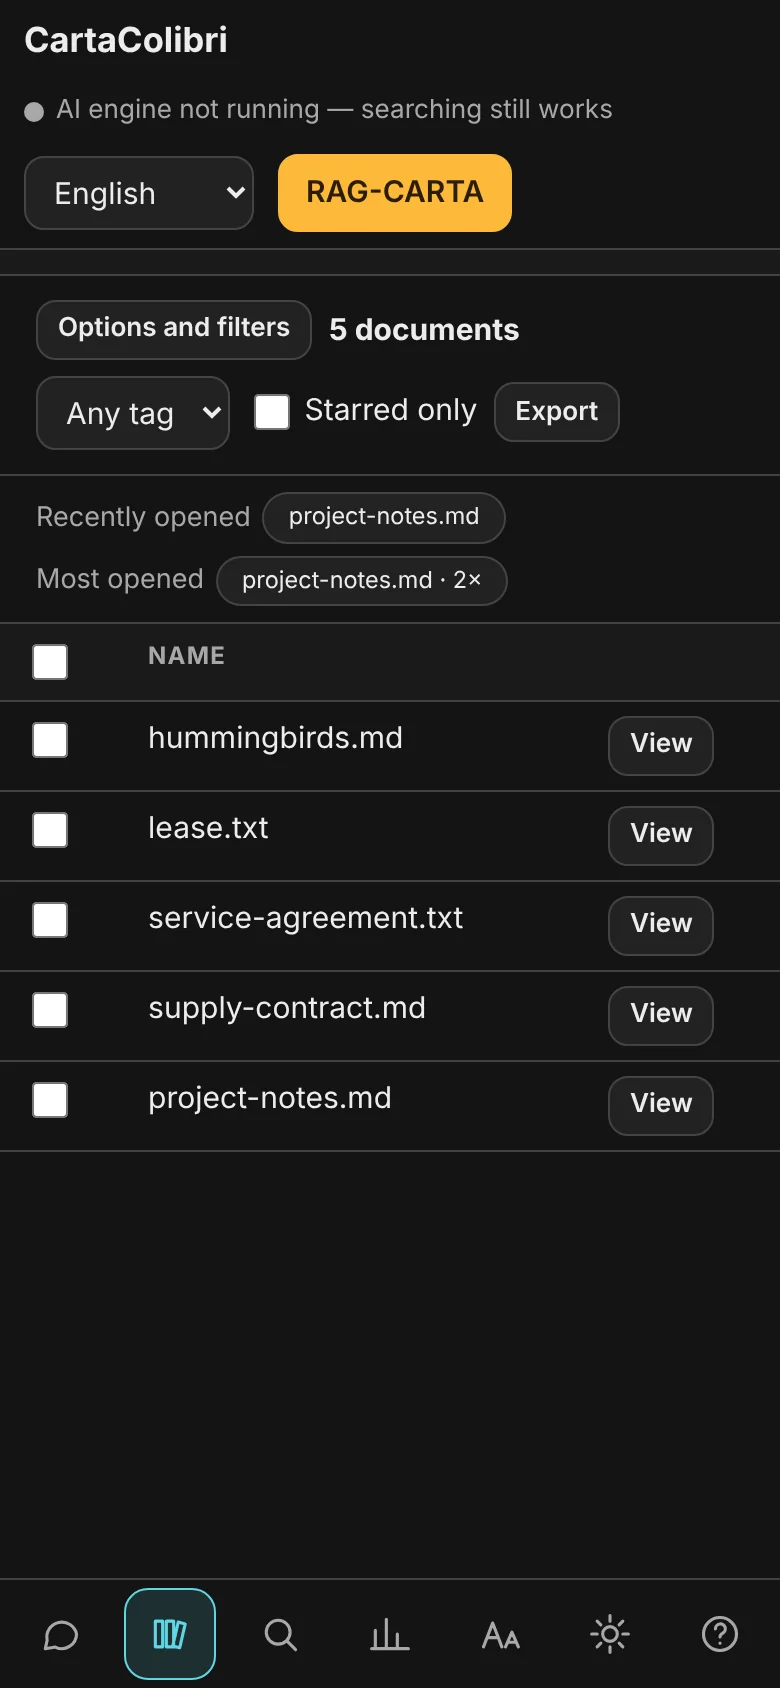 CartaColibri
AI engine not running — searching still works
English
RAG-CARTA
Options and filters
5 documents
Any tag
Starred only
Export
Recently opened
project-notes.md
Most opened
project-notes.md · 2×
NAME
hummingbirds.md
View
lease.txt
View
service-agreement.txt
View
supply-contract.md
View
project-notes.md
View
AA
?